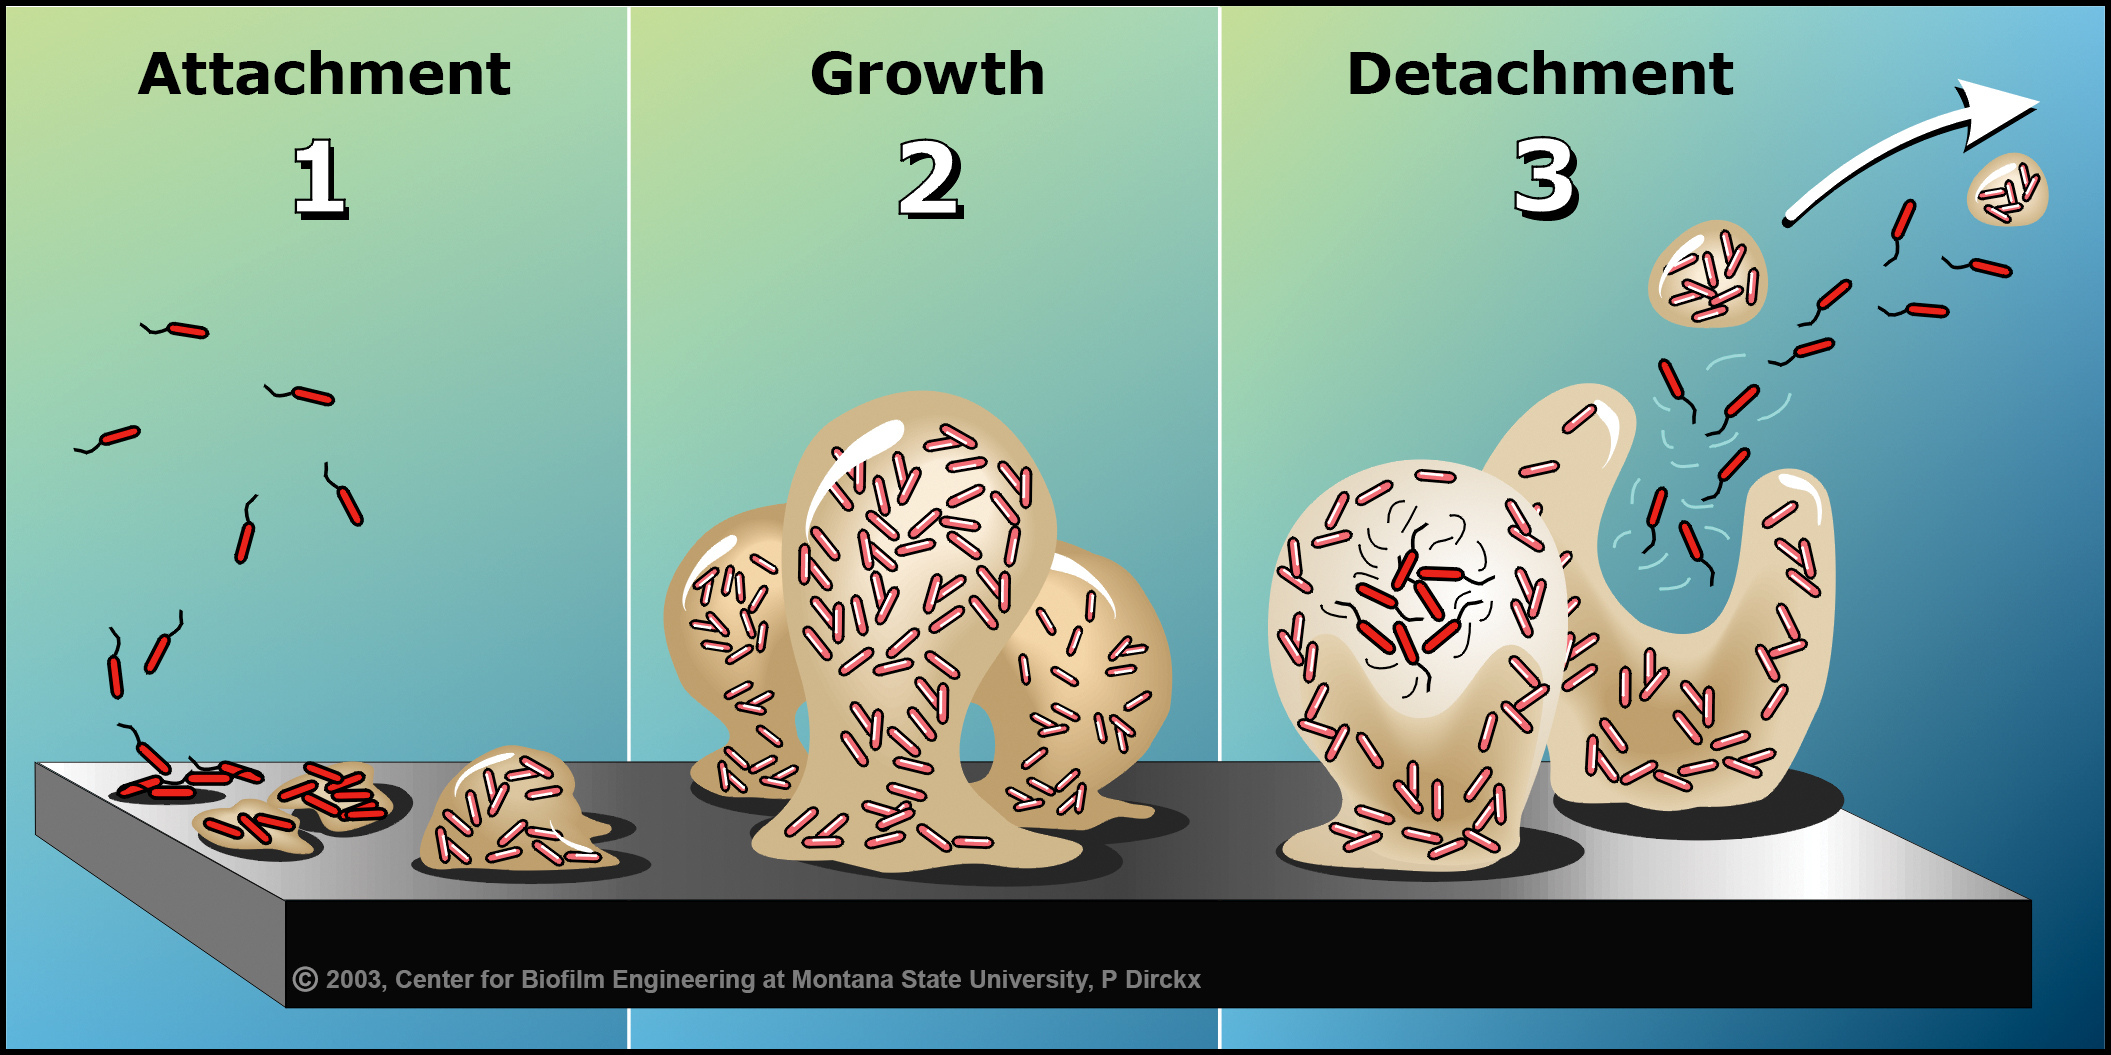 Attachment
1
Growth
2
Detachment
3
© 2003, Center for Biofilm Engineering at Montana State University, P Dirckx